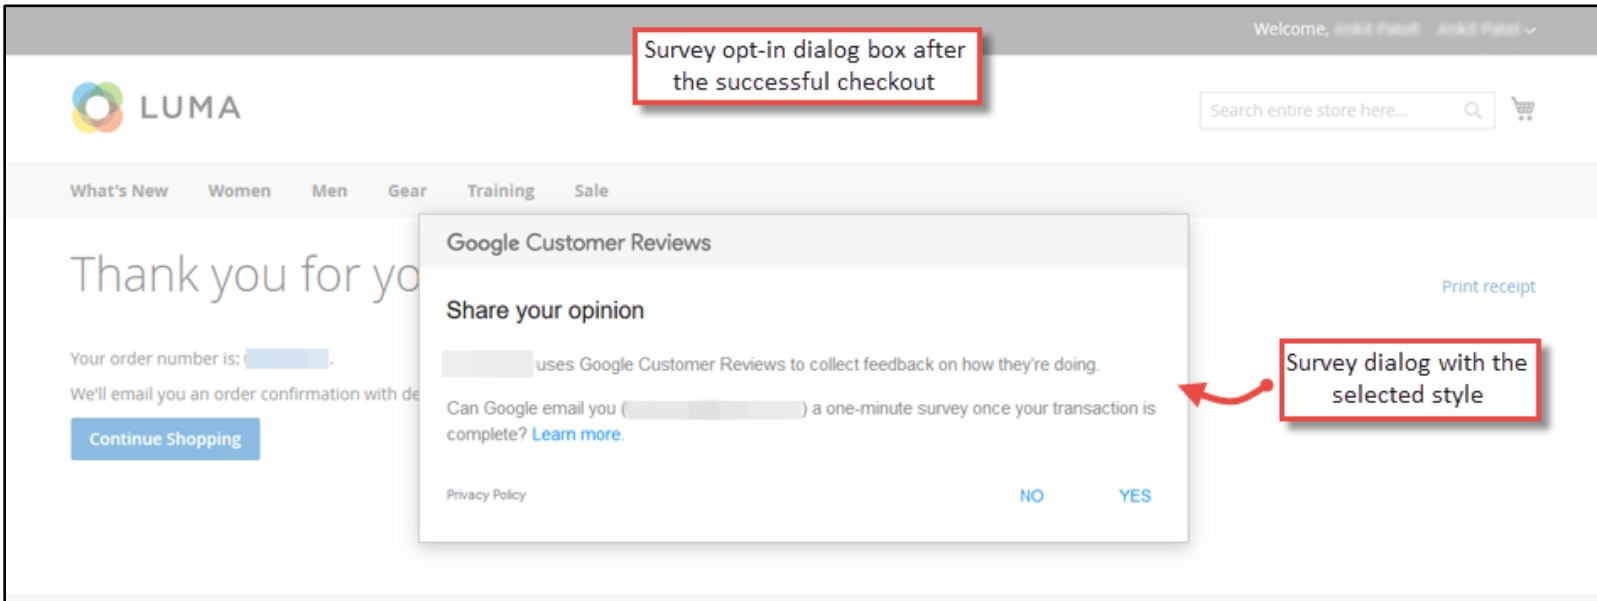 Welcome,
Survey opt-in dialog box after
the successful checkout
LUMA
Search entire store here...
What's New Women Men Gear Training Sale
Google Customer Reviews
Thank you for yo
Print receipt
Share your opinion
Your order number is: .
uses Google Customer Reviews to collect feedback on how they're doing.
Survey dialog with the
selected style
We'll email you an order confirmation with de
Can Google email you ( ) a one-minute survey once your transaction is
complete? Learn more.
Continue Shopping
Privacy Policy
NO YES